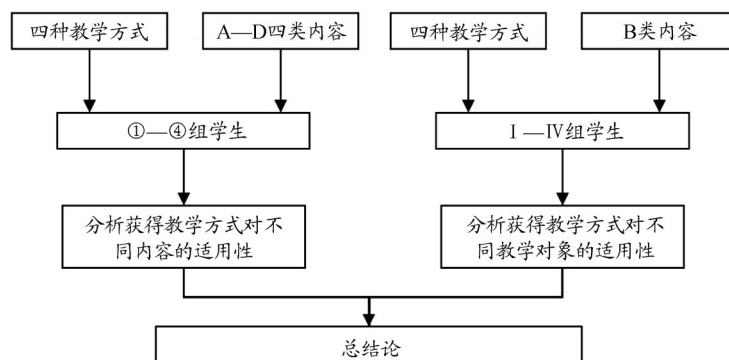 四种教学方式
A—D四类内容
四种教学方式
B类内容
①—④组学生
Ⅰ—Ⅳ组学生
分析获得教学方式对不
同内容的适用性
分析获得教学方式对不
同教学对象的适用性
总结论